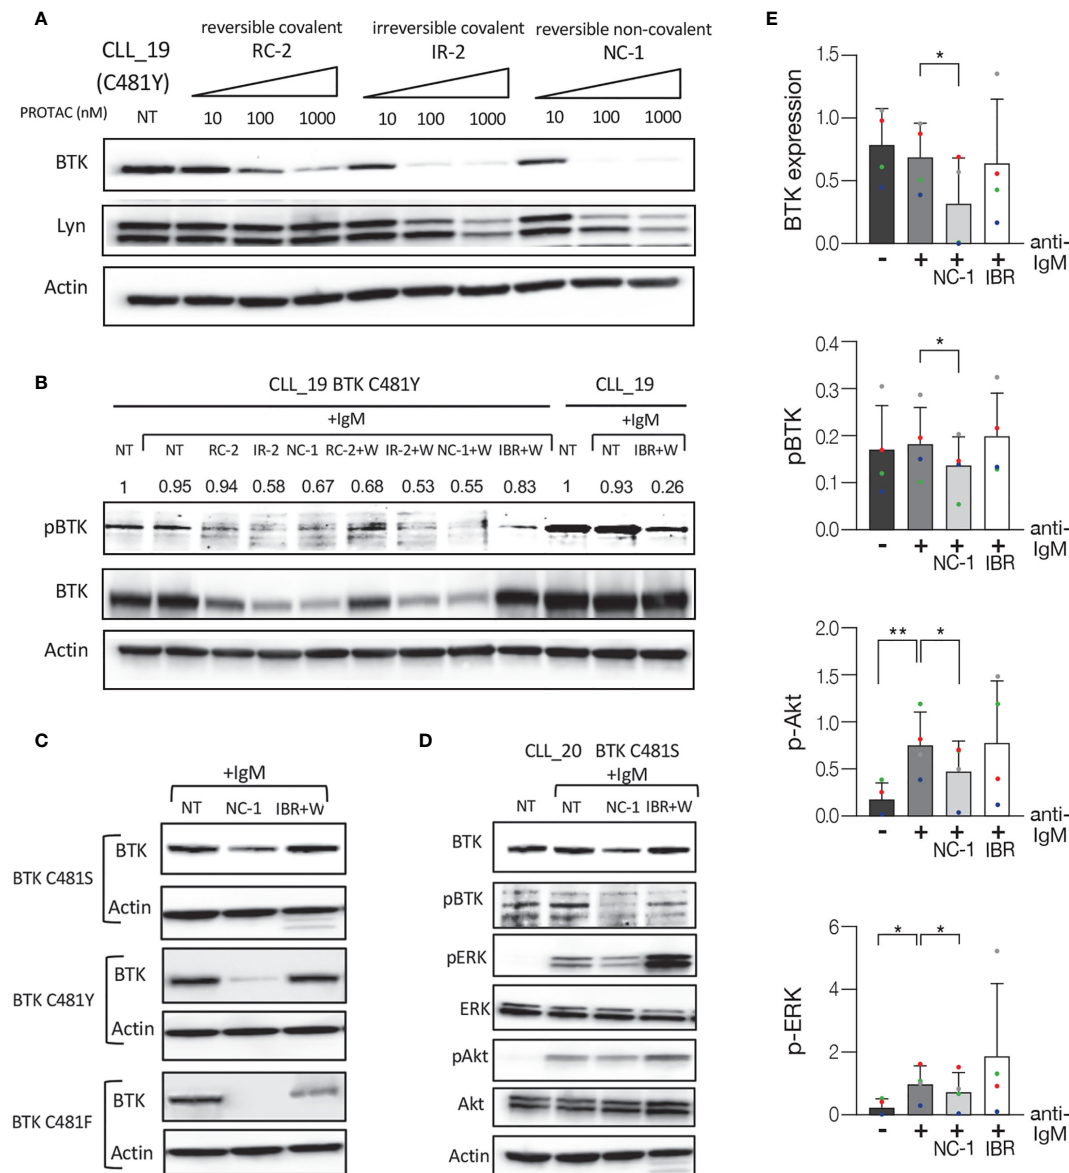 A
reversible covalent irreversible covalent reversible non-covalent
CLL_19 RC-2 IR-2 NC-1
(C481Y)
PROTAC (nM) NT 10 100 1000 10 100 1000 10 100 1000
BTK
Lyn
Actin
B
CLL_19 BTK C481Y CLL_19
+IgM +IgM
NT NT RC-2 IR-2 NC-1 RC-2+W IR-2+W NC-1+W IBR+W NT NT IBR+W
1 0.95 0.94 0.58 0.67 0.68 0.53 0.55 0.83 1 0.93 0.26
pBTK
BTK
Actin
C
+IgM
NT NC-1 IBR+W
BTK C481S
BTK
Actin
BTK C481Y
BTK
Actin
BTK C481F
BTK
Actin
D
CLL_20 BTK C481S
+IgM
NT NT NC-1 IBR+W
BTK
pBTK
pERK
ERK
pAkt
Akt
Actin
E
BTK expression
1.5
1.0
0.5
0.0
*
- + + + anti-IgM
NC-1 IBR
pBTK
0.4
0.3
0.2
0.1
0.0
*
- + + + anti-IgM
NC-1 IBR
p-Akt
2.0
1.5
1.0
0.5
0.0
** *
- + + + anti-IgM
NC-1 IBR
p-ERK
6
4
2
0
* *
- + + + anti-IgM
NC-1 IBR